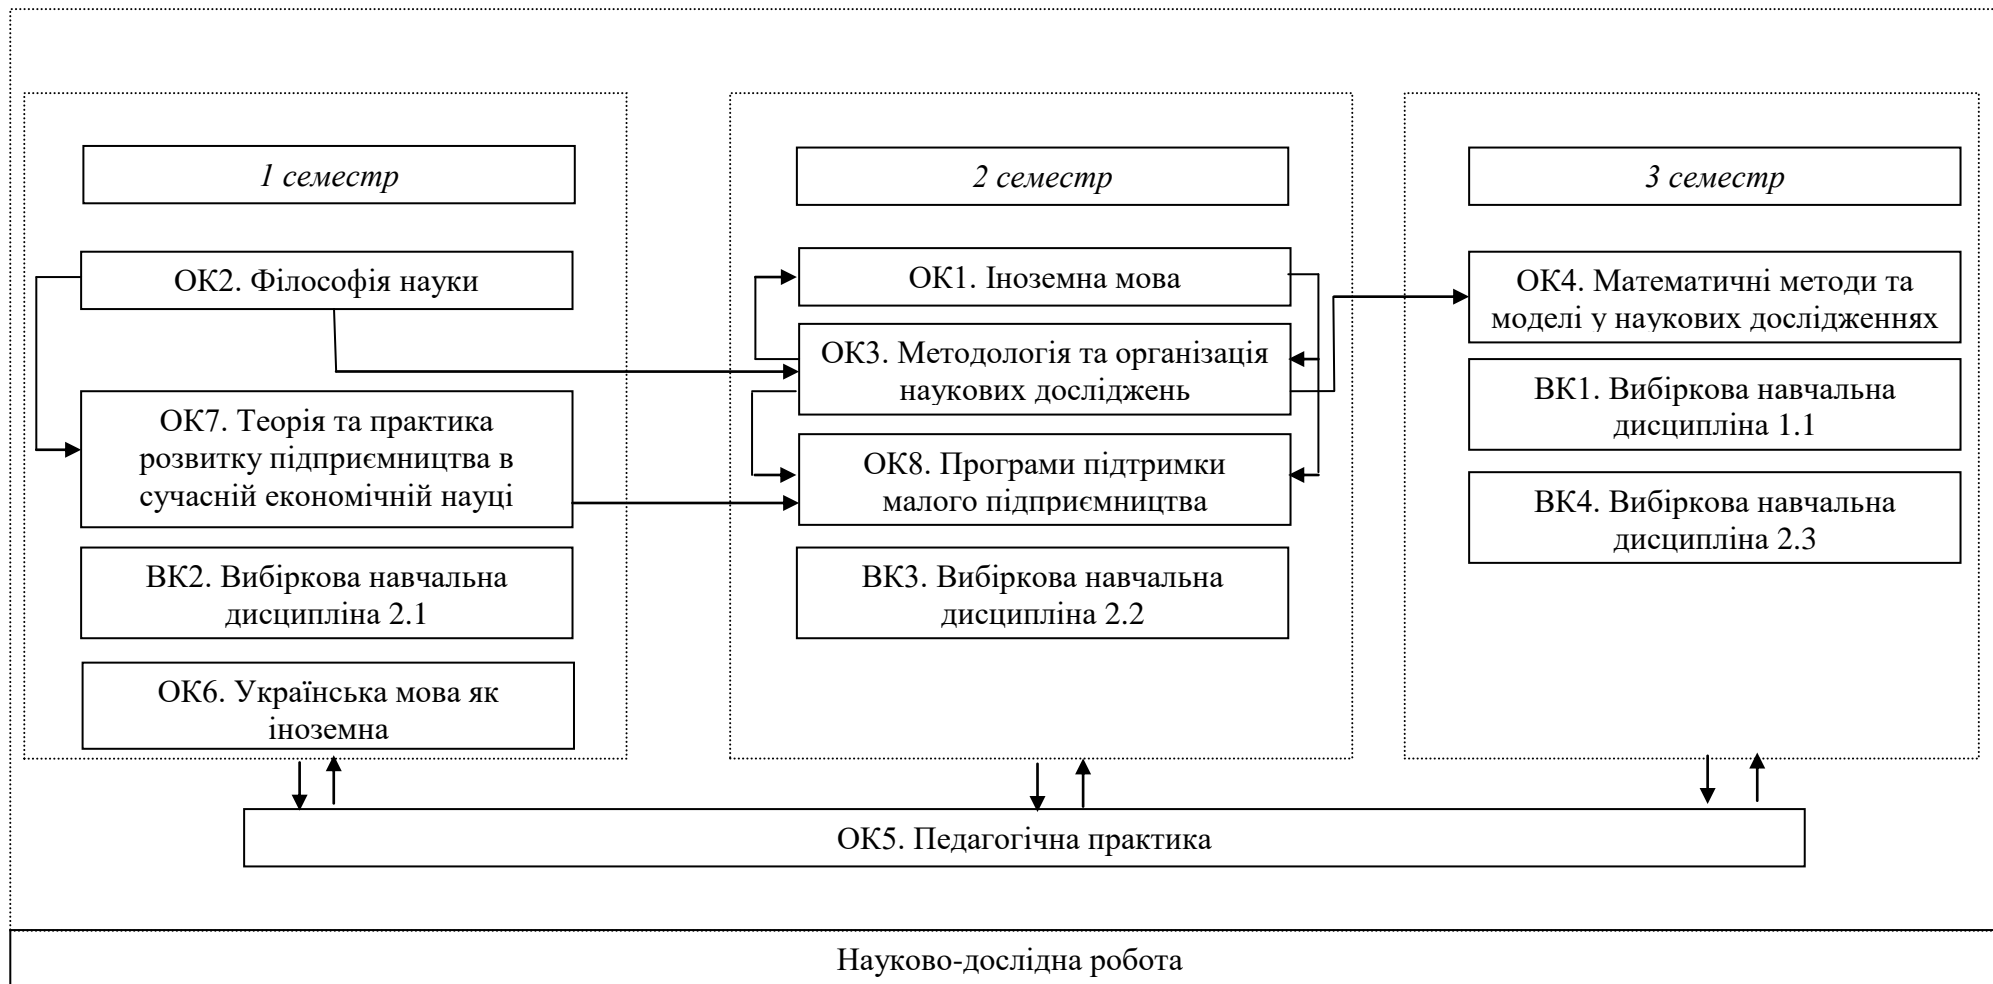 1 семестр
ОК2. Філософія науки
ОК7. Теорія та практика
розвитку підприємництва в
сучасній економічній науці
ВК2. Вибіркова навчальна
дисципліна 2.1
ОК6. Українська мова як
іноземна
2 семестр
ОК1. Іноземна мова
ОК3. Методологія та організація
наукових досліджень
ОК8. Програми підтримки
малого підприємництва
ВК3. Вибіркова навчальна
дисципліна 2.2
3 семестр
ОК4. Математичні методи та
моделі у наукових дослідженнях
ВК1. Вибіркова навчальна
дисципліна 1.1
ВК4. Вибіркова навчальна
дисципліна 2.3
ОК5. Педагогічна практика
Науково-дослідна робота